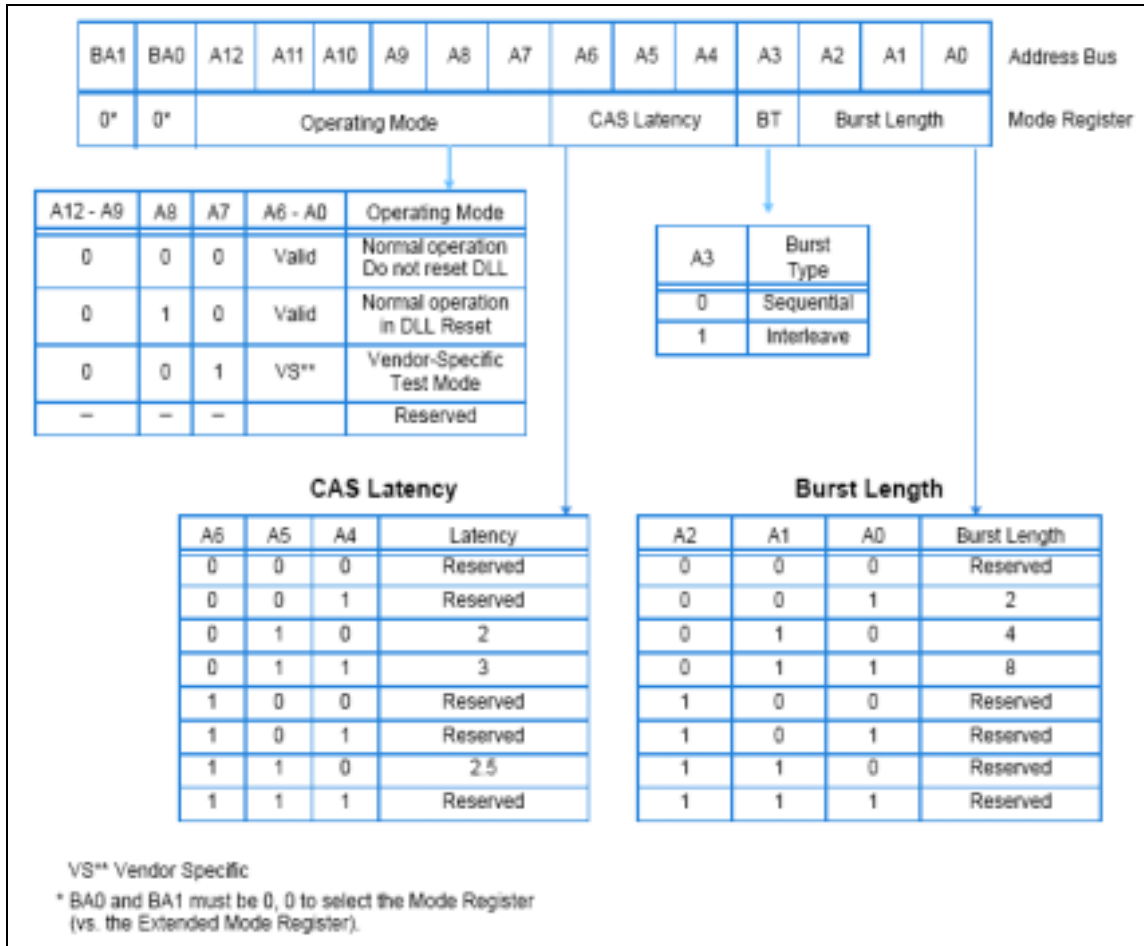 BA1 BA0 A12 A11 A10 A9 A8 A7 A6 A5 A4 A3 A2 A1 A0 Address Bus
0* 0* Operating Mode CAS Latency BT Burst Length Mode Register
A12 - A9 A8 A7 A6 - A0 Operating Mode
0 0 0 Valid Normal operation
Do not reset DLL
0 1 0 Valid Normal operation
in DLL Reset
0 0 1 VS** Vendor-Specific
Test Mode
– – – Reserved
A3 Burst
Type
0 Sequential
1 Interleave
CAS Latency
A6 A5 A4 Latency
0 0 0 Reserved
0 0 1 Reserved
0 1 0 2
0 1 1 3
1 0 0 Reserved
1 0 1 Reserved
1 1 0 2.5
1 1 1 Reserved
Burst Length
A2 A1 A0 Burst Length
0 0 0 Reserved
0 0 1 2
0 1 0 4
0 1 1 8
1 0 0 Reserved
1 0 1 Reserved
1 1 0 Reserved
1 1 1 Reserved
VS** Vendor Specific
* BA0 and BA1 must be 0, 0 to select the Mode Register
(vs. the Extended Mode Register).